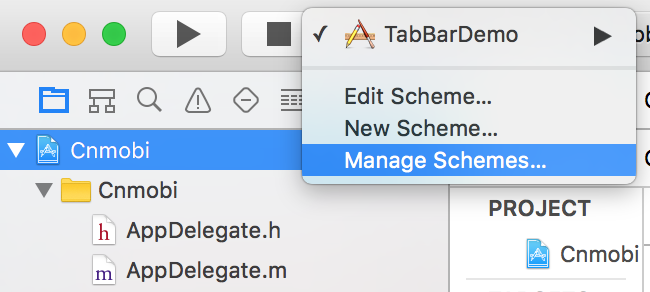 TabBarDemo
Edit Scheme...
New Scheme...
Manage Schemes...
Cnmobi
Cnmobi
h AppDelegate.h
m AppDelegate.m
PROJECT
Cnmobi